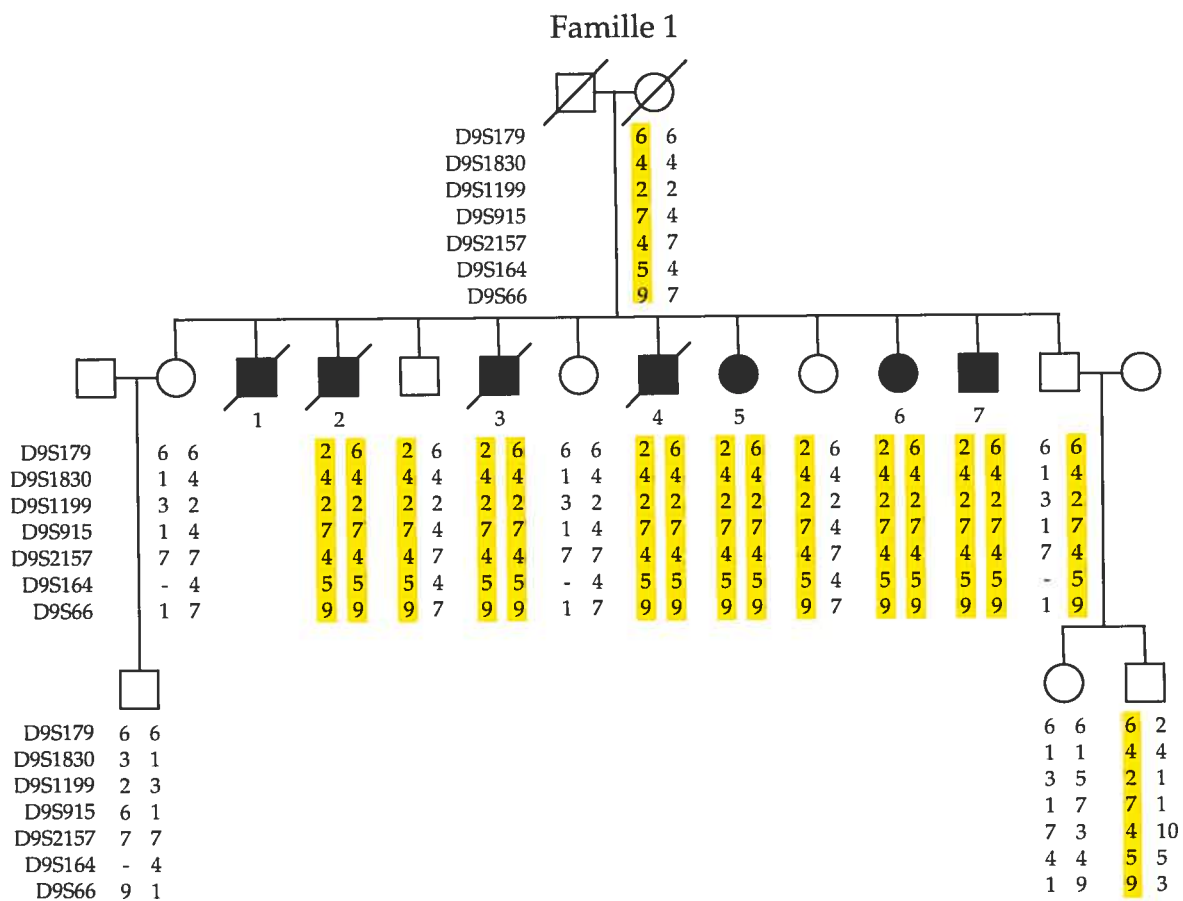 Famille 1
D9S179 6 6
D9S1830 4 4
D9S1199 2 2
D9S915 7 4
D9S2157 4 7
D9S164 5 4
D9S66 9 7
1 2 3 4 5 6 7
D9S179 6 6 2 6 2 6 2 6 6 6 2 6 2 6 2 6 2 6 2 6 6 6
D9S1830 1 4 4 4 4 4 4 4 1 4 4 4 4 4 4 4 4 4 4 4 1 4
D9S1199 3 2 2 2 2 2 2 2 3 2 2 2 2 2 2 2 2 2 2 2 3 2
D9S915 1 4 7 7 7 4 7 7 1 4 7 7 7 7 7 4 7 7 7 7 1 7
D9S2157 7 7 4 4 4 7 4 4 7 7 4 4 4 4 4 7 4 4 4 4 7 4
D9S164 - 4 5 5 5 4 5 5 - 4 5 5 5 5 5 4 5 5 5 5 - 5
D9S66 1 7 9 9 9 7 9 9 1 7 9 9 9 9 9 7 9 9 9 9 1 9
D9S179 6 6 6 6 6 2
D9S1830 3 1 1 1 4 4
D9S1199 2 3 3 5 2 1
D9S915 6 1 1 7 7 1
D9S2157 7 7 7 3 4 10
D9S164 - 4 4 4 5 5
D9S66 9 1 1 9 9 3